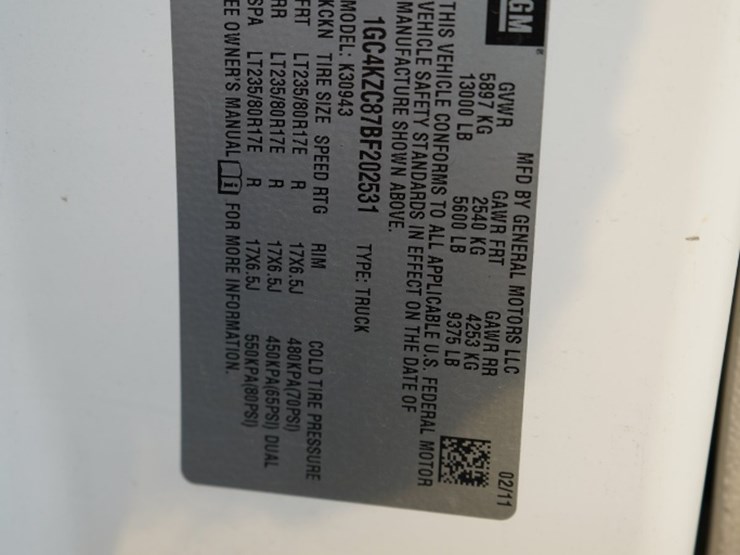 GM
MFD BY GENERAL MOTORS LLC 02/11
GVWR GAWR FRT GAWR RR
5897 KG 2540 KG 4253 KG
13000 LB 5600 LB 9375 LB
THIS VEHICLE CONFORMS TO ALL APPLICABLE U.S. FEDERAL MOTOR
VEHICLE SAFETY STANDARDS IN EFFECT ON THE DATE OF
MANUFACTURE SHOWN ABOVE.
1GC4KZC87BF202531 TYPE: TRUCK
MODEL: K30943
KCKN TIRE SIZE SPEED RTG RIM COLD TIRE PRESSURE
FRT LT235/80R17E R 17X6.5J 480KPA(70PSI)
RR LT235/80R17E R 17X6.5J 450KPA(65PSI) DUAL
SPA LT235/80R17E R 17X6.5J 550KPA(80PSI)
EE OWNER'S MANUAL FOR MORE INFORMATION.